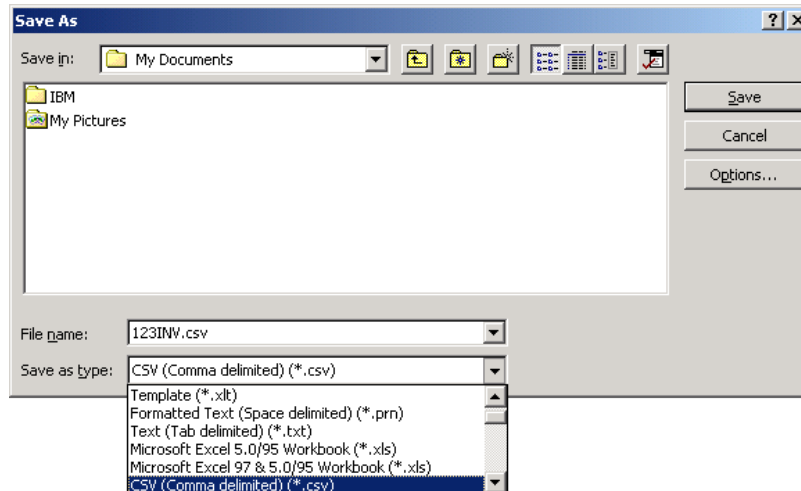 Save As
Save in: My Documents
IBM
My Pictures
Save
Cancel
Options...
File name: 123INV.csv
Save as type: CSV (Comma delimited) (*.csv)
Template (*.xlt)
Formatted Text (Space delimited) (*.prn)
Text (Tab delimited) (*.txt)
Microsoft Excel 5.0/95 Workbook (*.xls)
Microsoft Excel 97 & 5.0/95 Workbook (*.xls)
CSV (Comma delimited) (*.csv)